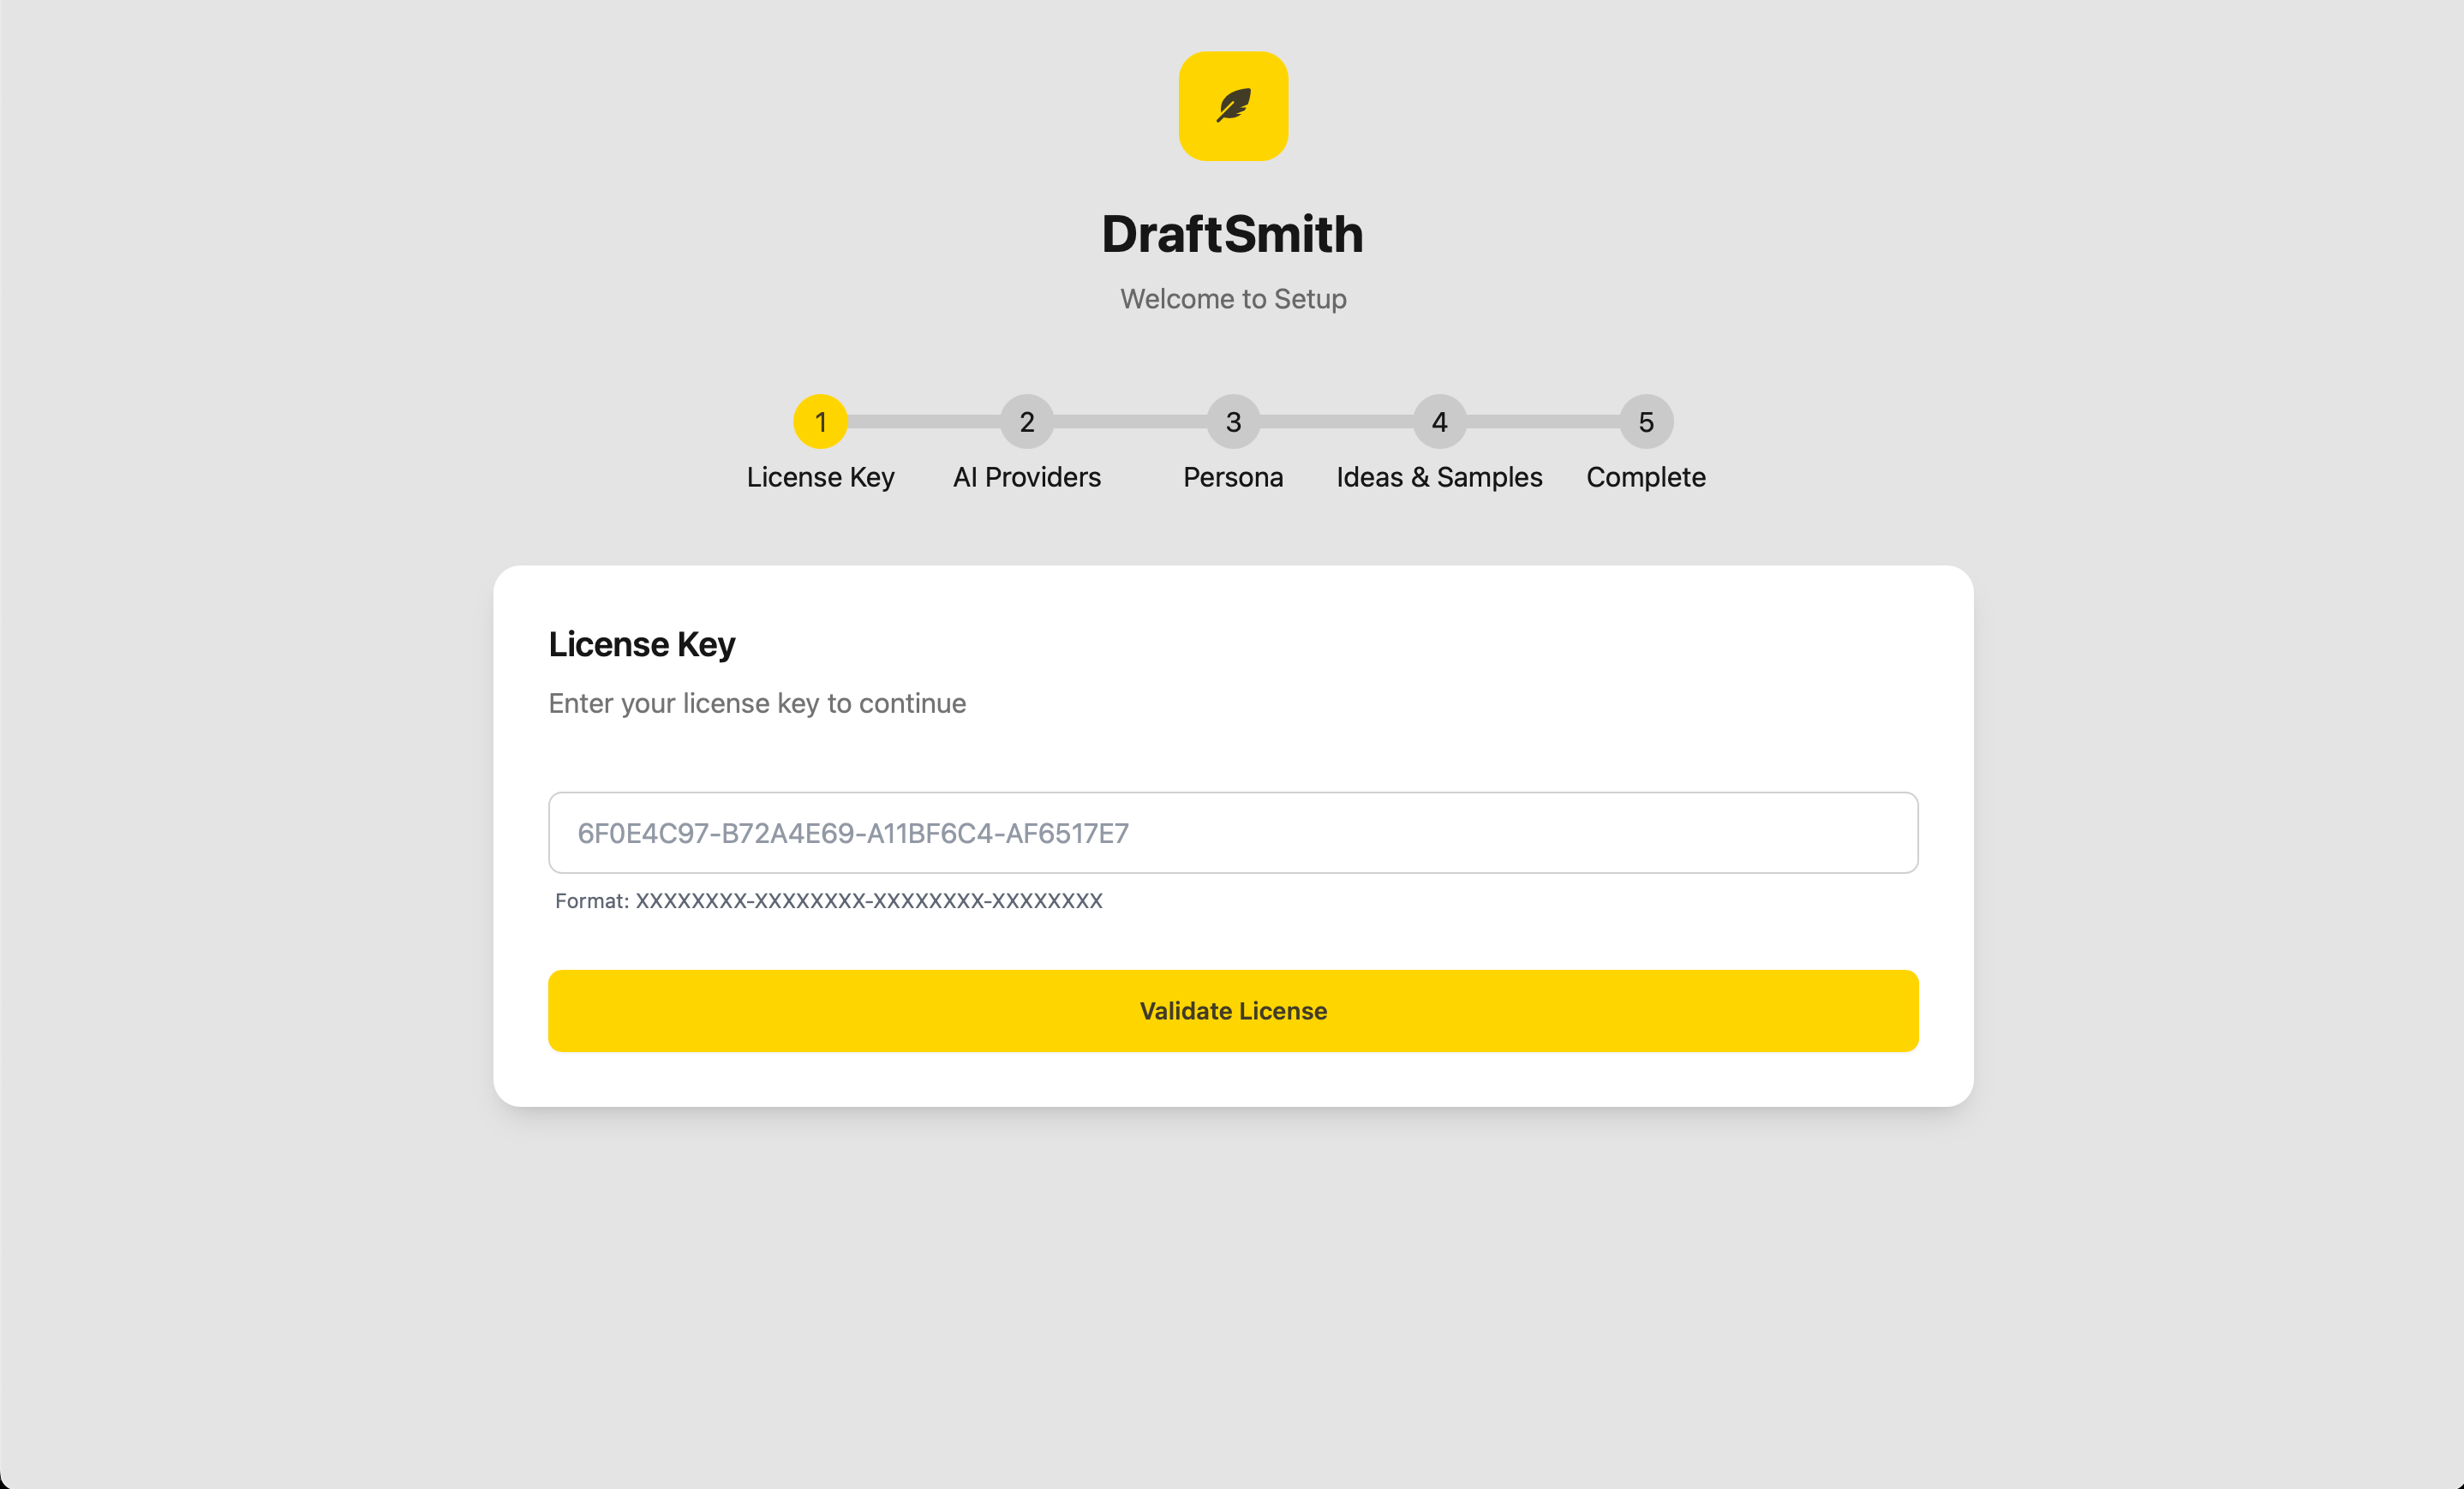 DraftSmith
Welcome to Setup
1 2 3 4 5
License Key AI Providers Persona Ideas & Samples Complete
License Key
Enter your license key to continue
6F0E4C97-B72A4E69-A11BF6C4-AF6517E7
Format: XXXXXXXX-XXXXXXXX-XXXXXXXX-XXXXXXXX
Validate License